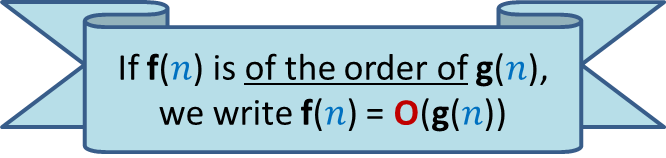 If f(n) is of the order of g(n),
we write f(n) = O(g(n))